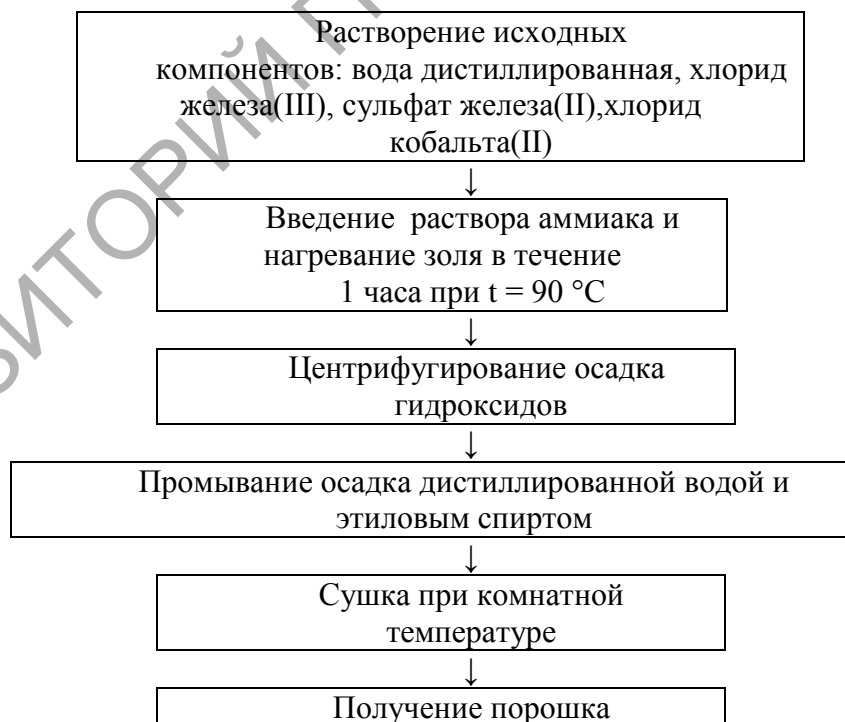 Растворение исходных
компонентов: вода дистиллированная, хлорид
железа(III), сульфат железа(II),хлорид
кобальта(II)
↓
Введение раствора аммиака и
нагревание золя в течение
1 часа при t = 90 °C
↓
Центрифугирование осадка
гидроксидов
↓
Промывание осадка дистиллированной водой и
этиловым спиртом
↓
Сушка при комнатной
температуре
↓
Получение порошка